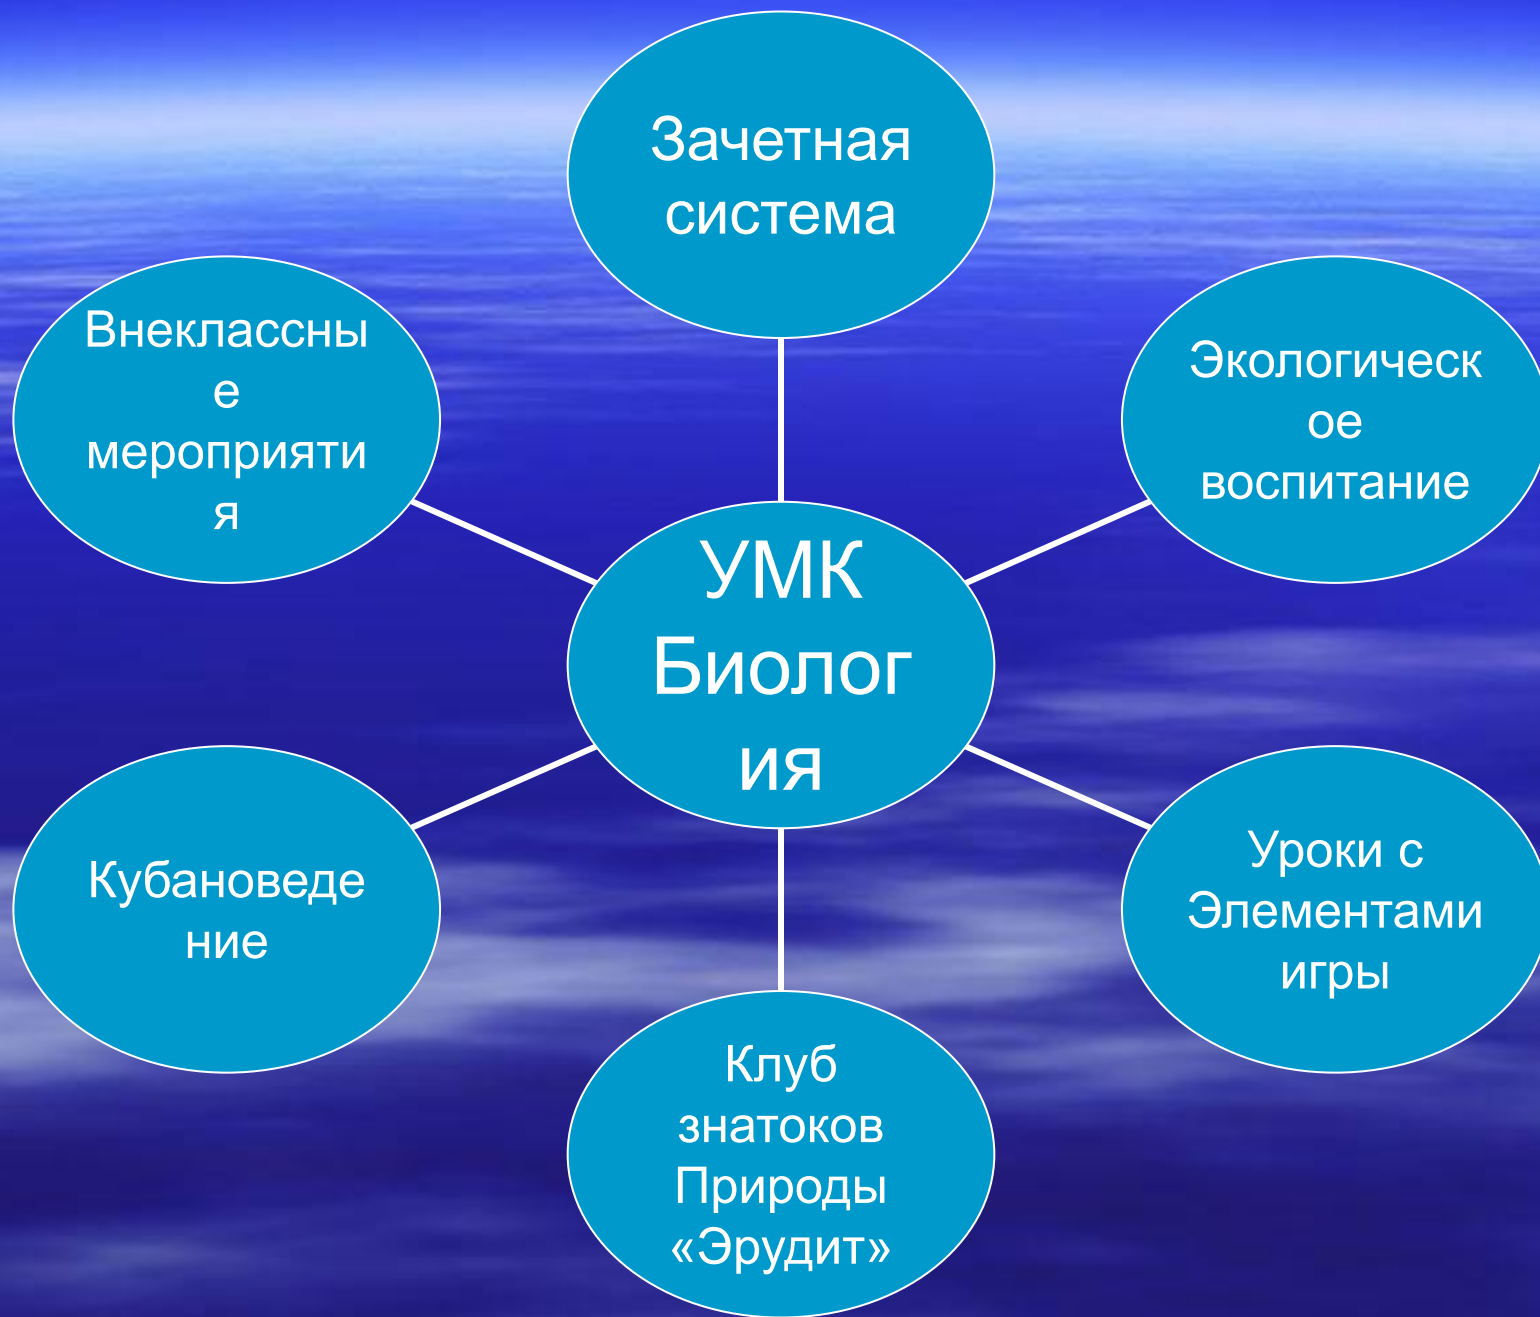 Зачетная
система
Внеклассны
е
мероприяти
я
Экологическ
ое
воспитание
УМК
Биолог
ия
Кубановеде
ние
Уроки с
Элементами
игры
Клуб
знатоков
Природы
«Эрудит»